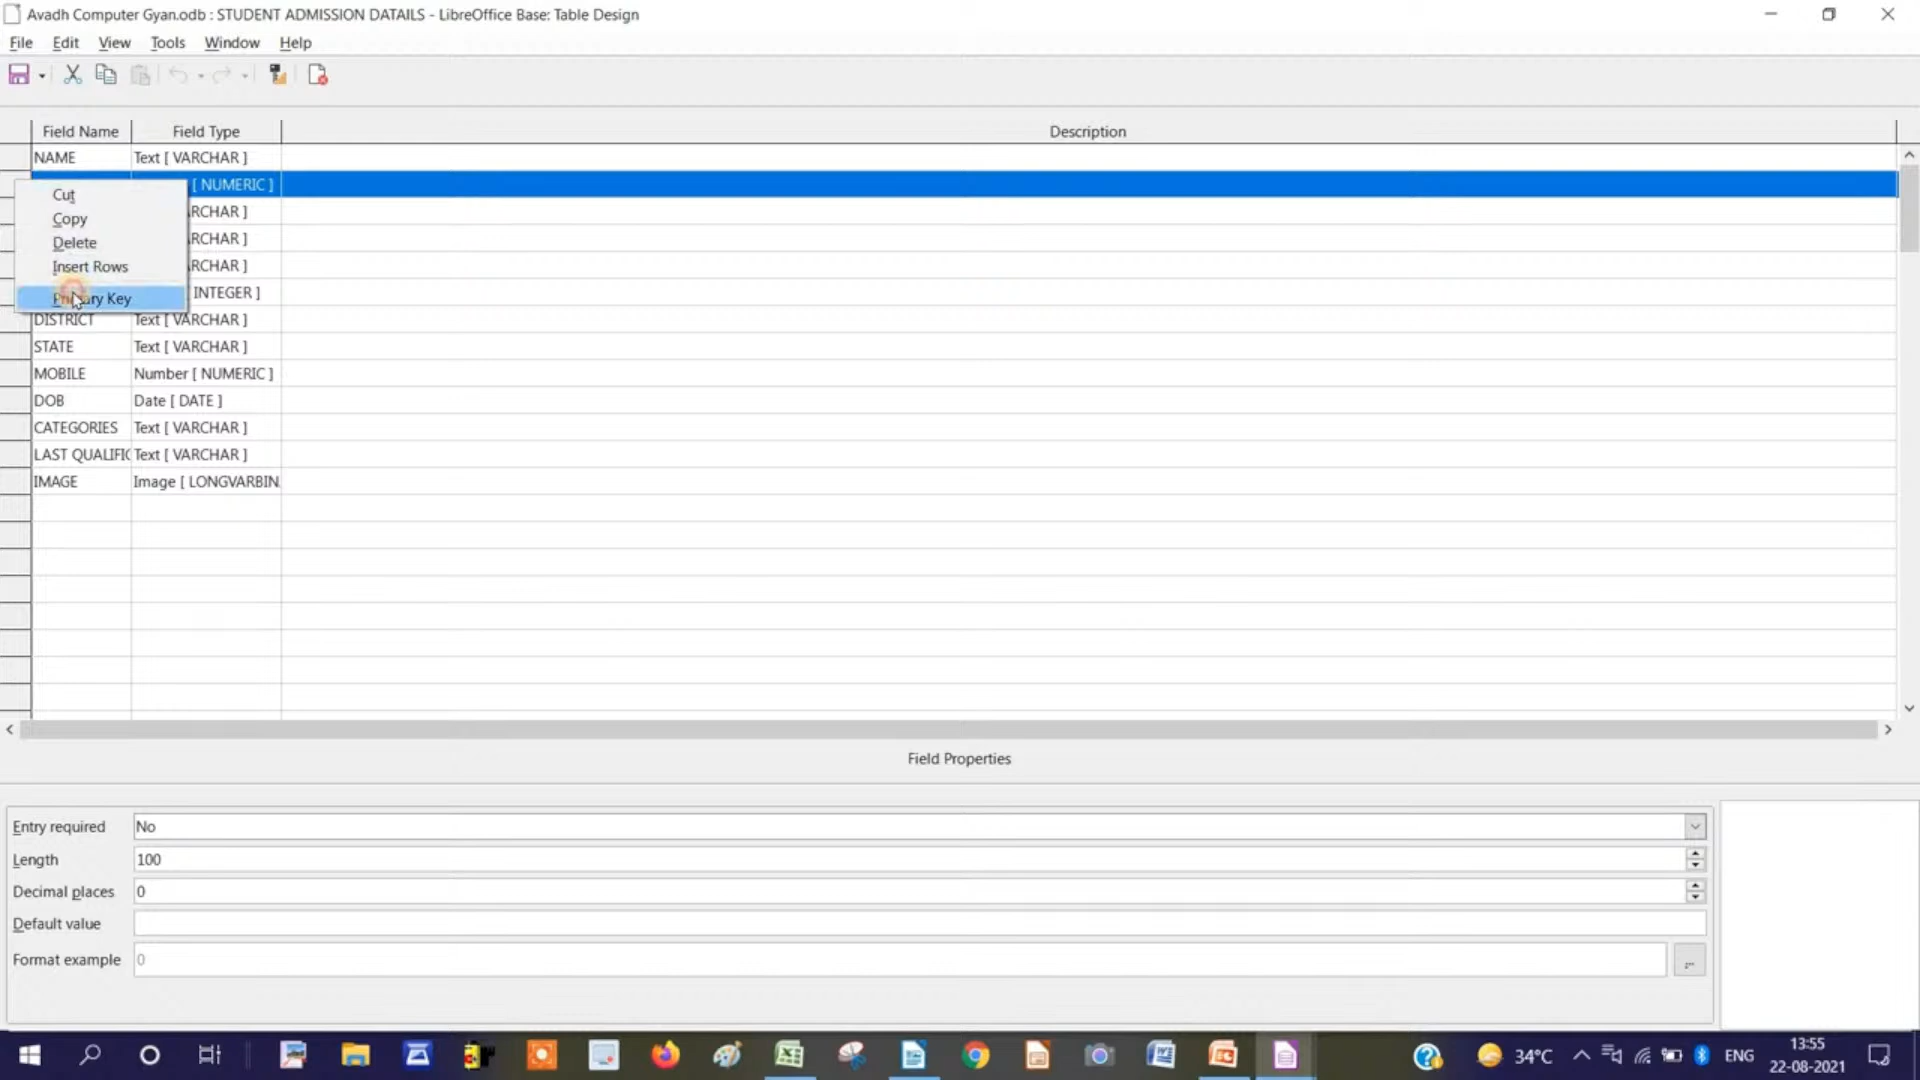 Avadh Computer Gyan.odb : STUDENT ADMISSION DATAILS - LibreOffice Base: Table Design
File Edit View Tools Window Help
Field Name Field Type Description
NAME Text [ VARCHAR ]
[ NUMERIC ]
Cut
RCHAR ]
Copy
RCHAR ]
Delete
RCHAR ]
Insert Rows
INTEGER ]
Primary Key
DISTRICT Text [ VARCHAR ]
STATE Text [ VARCHAR ]
MOBILE Number [ NUMERIC ]
DOB Date [ DATE ]
CATEGORIES Text [ VARCHAR ]
LAST QUALIFIC Text [ VARCHAR ]
IMAGE Image [ LONGVARBIN
Field Properties
Entry required No
Length 100
Decimal places 0
Default value
Format example 0
...
34°C ENG 13:55
22-08-2021